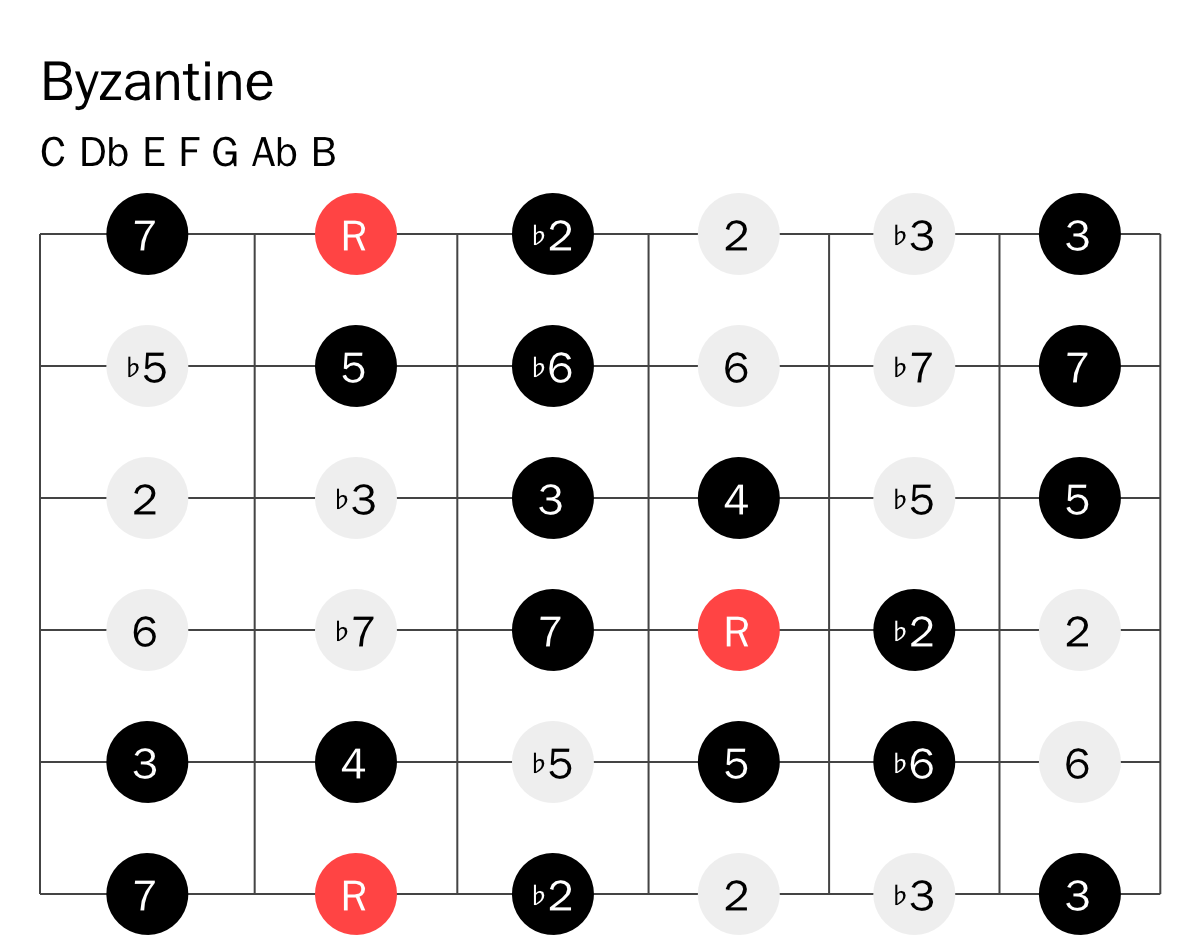 Byzantine
C Db E F G Ab B
7 R ♭2 2 ♭3 3
♭5 5 ♭6 6 ♭7 7
2 ♭3 3 4 ♭5 5
6 ♭7 7 R ♭2 2
3 4 ♭5 5 ♭6 6
7 R ♭2 2 ♭3 3